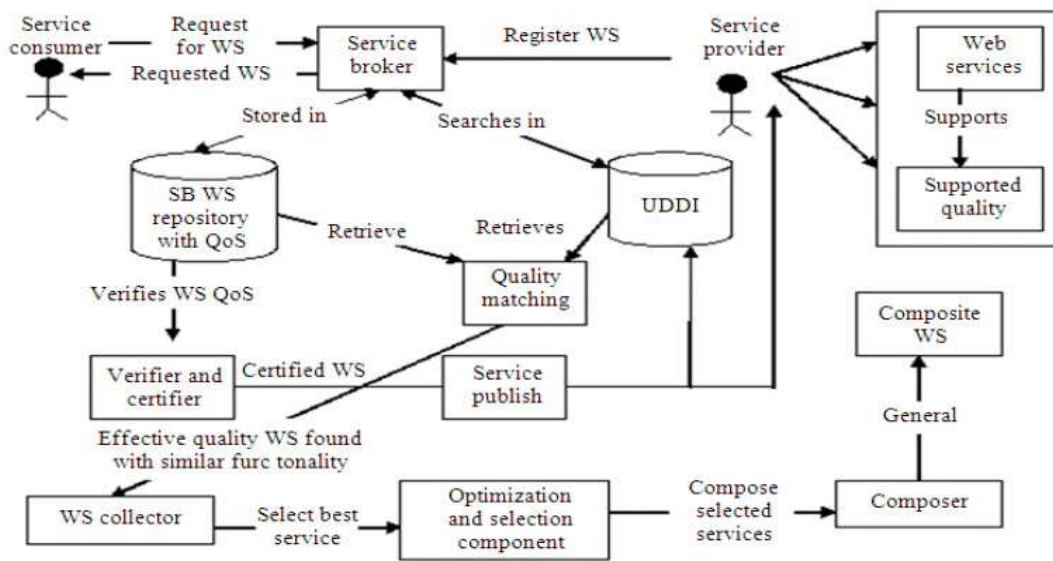 Service
consumer
Request
for WS
Requested WS
Service
broker
Register WS
Service
provider
Web
services
Supports
Supported
quality
Stored in
Searches in
SB WS
repository
with QoS
UDDI
Retrieve
Retrieves
Quality
matching
Verifies WS QoS
Composite
WS
Verifier and
certifier
Certified WS
Service
publish
General
Effective quality WS found
with similar furc tonality
WS collector
Select best
service
Optimization
and selection
component
Compose
selected
services
Composer